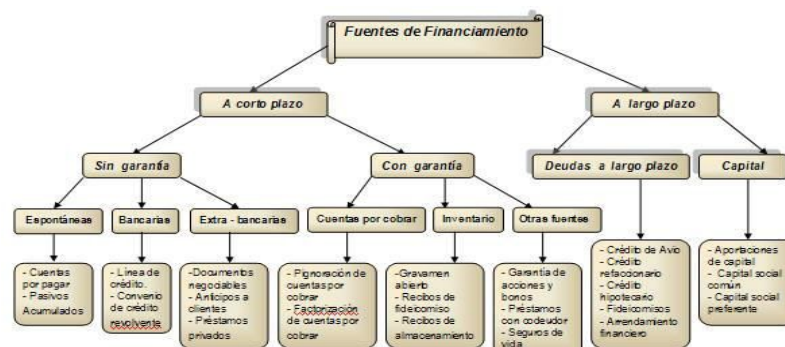 Fuentes de Financiamiento
A corto plazo
A largo plazo
Sin garantía
Con garantía
Deudas a largo plazo
Capital
Espontáneas
Bancarias
Extra - bancarias
Cuentas por cobrar
Inventario
Otras fuentes
- Cuentas
por pagar
- Pasivos
Acumulados
- Línea de
crédito.
- Convenio
de crédito
revolvente
-Documentos
negociables
- Anticipos a
clientes
- Préstamos
privados
- Pignoración de
cuentas por
cobrar
- Factorización
de cuentas por
cobrar
-Gravamen
abierto
- Recibos de
fideicomiso
- Recibos de
almacenamiento
- Garantía de
acciones y
bonos
- Préstamos
con codeudor
- Seguros de
vida
- Crédito de Avío
- Crédito
refaccionario
- Crédito
hipotecario
- Fideicomisos
- Arrendamiento
financiero
- Aportaciones
de capital
- Capital social
común
- Capital social
preferente